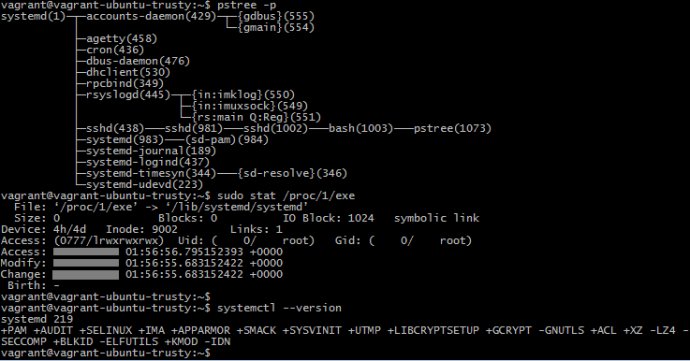 vagrant@vagrant-ubuntu-trusty:~$ pstree -p
systemd(1)─┬─accounts-daemon(429)─┬─{gdbus}(555)
           │                      └─{gmain}(554)
           ├─agetty(458)
           ├─cron(436)
           ├─dbus-daemon(476)
           ├─dhclient(530)
           ├─rpcbind(349)
           ├─rsyslogd(445)─┬─{in:imklog}(550)
           │               ├─{in:imuxsock}(549)
           │               └─{rs:main Q:Reg}(551)
           ├─sshd(438)───sshd(981)───sshd(1002)───bash(1003)───pstree(1073)
           ├─systemd(983)───(sd-pam)(984)
           ├─systemd-journal(189)
           ├─systemd-logind(437)
           ├─systemd-timesyn(344)───{sd-resolve}(346)
           └─systemd-udevd(223)
vagrant@vagrant-ubuntu-trusty:~$ sudo stat /proc/1/exe
  File: ‘/proc/1/exe’ -> ‘/lib/systemd/systemd’
  Size: 0               Blocks: 0          IO Block: 1024   symbolic link
Device: 4h/4d   Inode: 9002        Links: 1
Access: (0777/lrwxrwxrwx)  Uid: (    0/    root)   Gid: (    0/    root)
Access: 01:56:56.795152393 +0000
Modify: 01:56:55.683152422 +0000
Change: 01:56:55.683152422 +0000
 Birth: -
vagrant@vagrant-ubuntu-trusty:~$
vagrant@vagrant-ubuntu-trusty:~$ systemctl --version
systemd 219
+PAM +AUDIT +SELINUX +IMA +APPARMOR +SMACK +SYSVINIT +UTMP +LIBCRYPTSETUP +GCRYPT -GNUTLS +ACL +XZ -LZ4 -
SECCOMP +BLKID -ELFUTILS +KMOD -IDN
vagrant@vagrant-ubuntu-trusty:~$